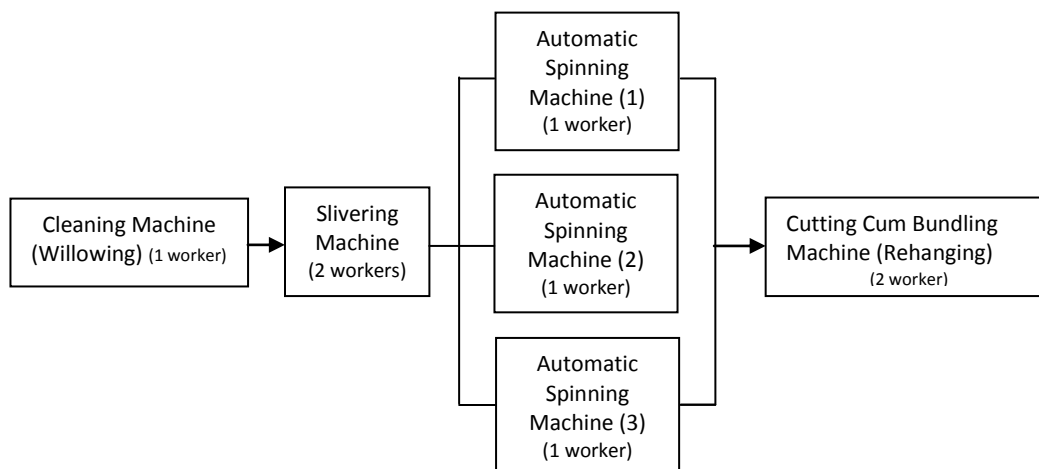 Cleaning Machine
(Willowing) (1 worker)
Slivering
Machine
(2 workers)
Automatic
Spinning
Machine (1)
(1 worker)
Automatic
Spinning
Machine (2)
(1 worker)
Automatic
Spinning
Machine (3)
(1 worker)
Cutting Cum Bundling
Machine (Rehanging)
(2 worker)